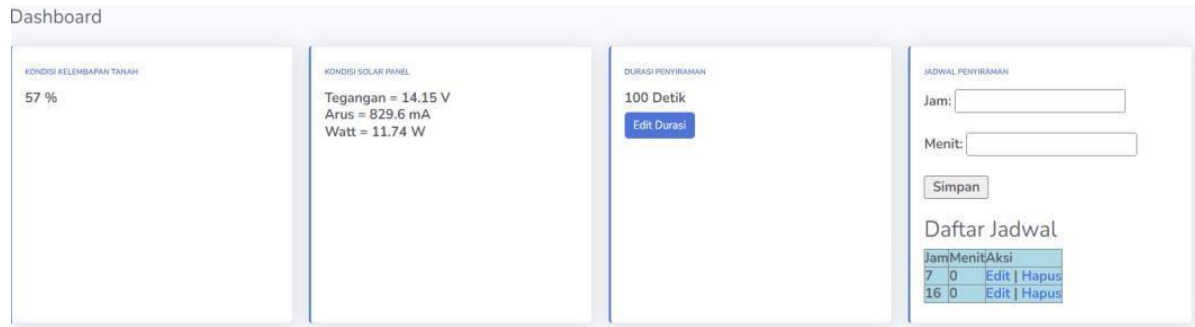 Dashboard
KONDISI KELEMBAPAN TANAH
57 %
KONDISI SOLAR PANEL
Tegangan = 14.15 V
Arus = 829.6 mA
Watt = 11.74 W
DURASI PENYIRAMAN
100 Detik
Edit Durasi
JADWAL PENYIRAMAN
Jam:
Menit:
Simpan
Daftar Jadwal
Jam Menit Aksi
7 0 Edit | Hapus
16 0 Edit | Hapus